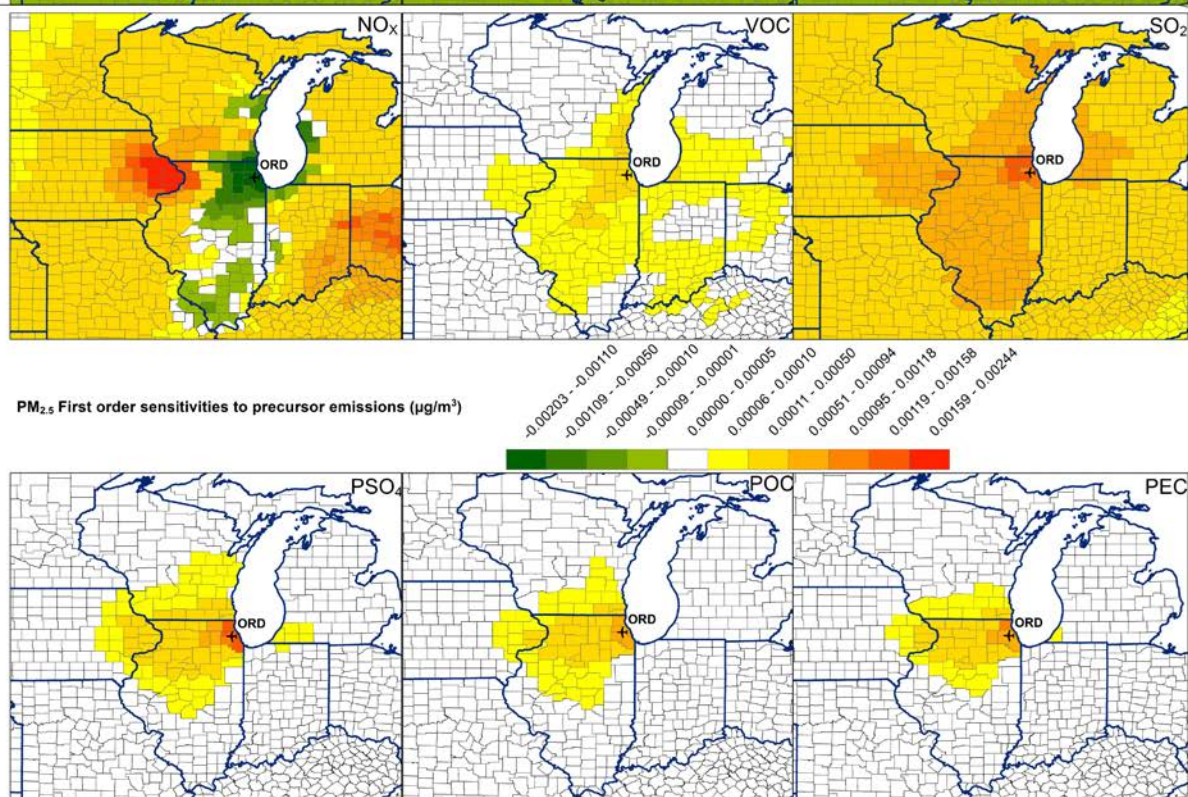 NOX
VOC
SO2
ORD
ORD
ORD
-0.00203 - -0.00110
-0.00109 - -0.00050
-0.00049 - -0.00010
-0.00009 - -0.00001
0.00000 - 0.00005
0.00006 - 0.00010
0.00011 - 0.00050
0.00051 - 0.00094
0.00095 - 0.00118
0.00119 - 0.00158
0.00159 - 0.00244
PM2.5 First order sensitivities to precursor emissions (µg/m³)
PSO4
POC
PEC
ORD
ORD
ORD